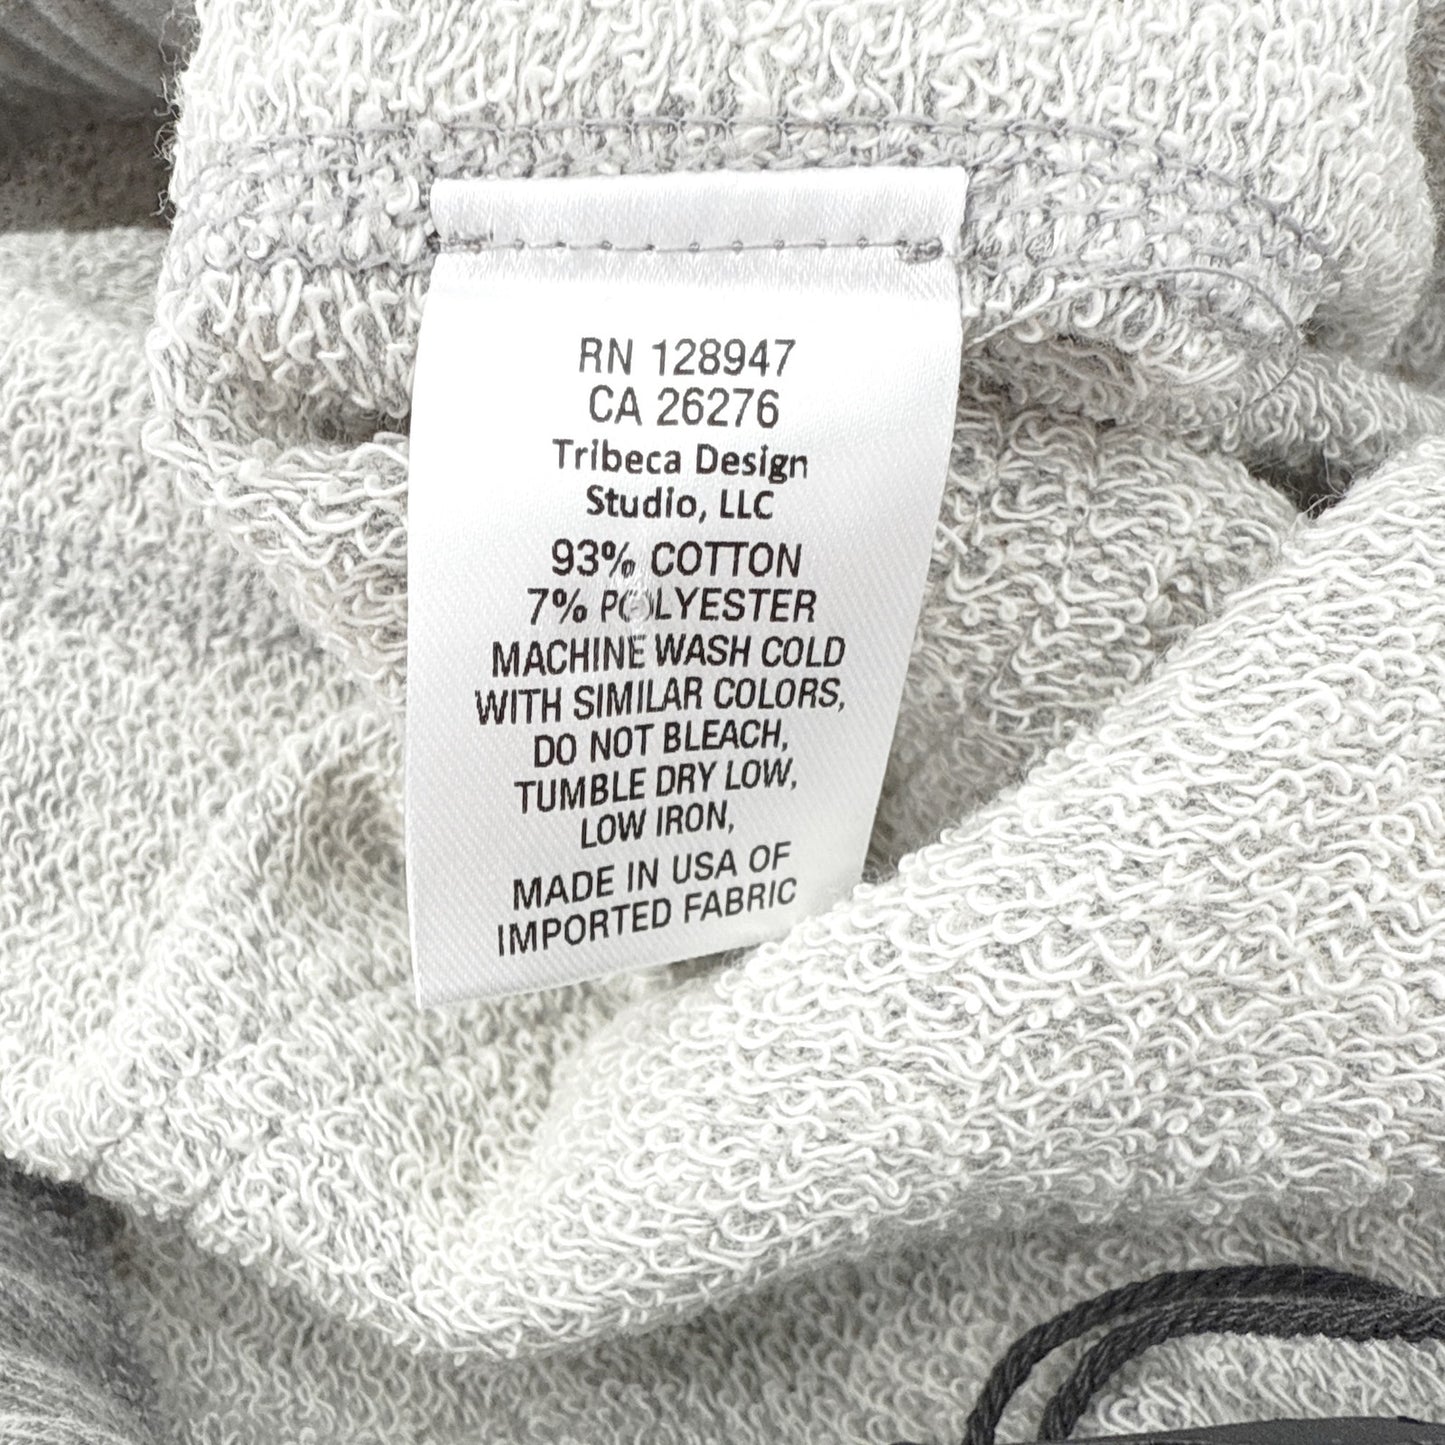 RN 128947
CA 26276
Tribeca Design
Studio, LLC
93% COTTON
7% POLYESTER
MACHINE WASH COLD
WITH SIMILAR COLORS,
DO NOT BLEACH,
TUMBLE DRY LOW,
LOW IRON,
MADE IN USA OF
IMPORTED FABRIC